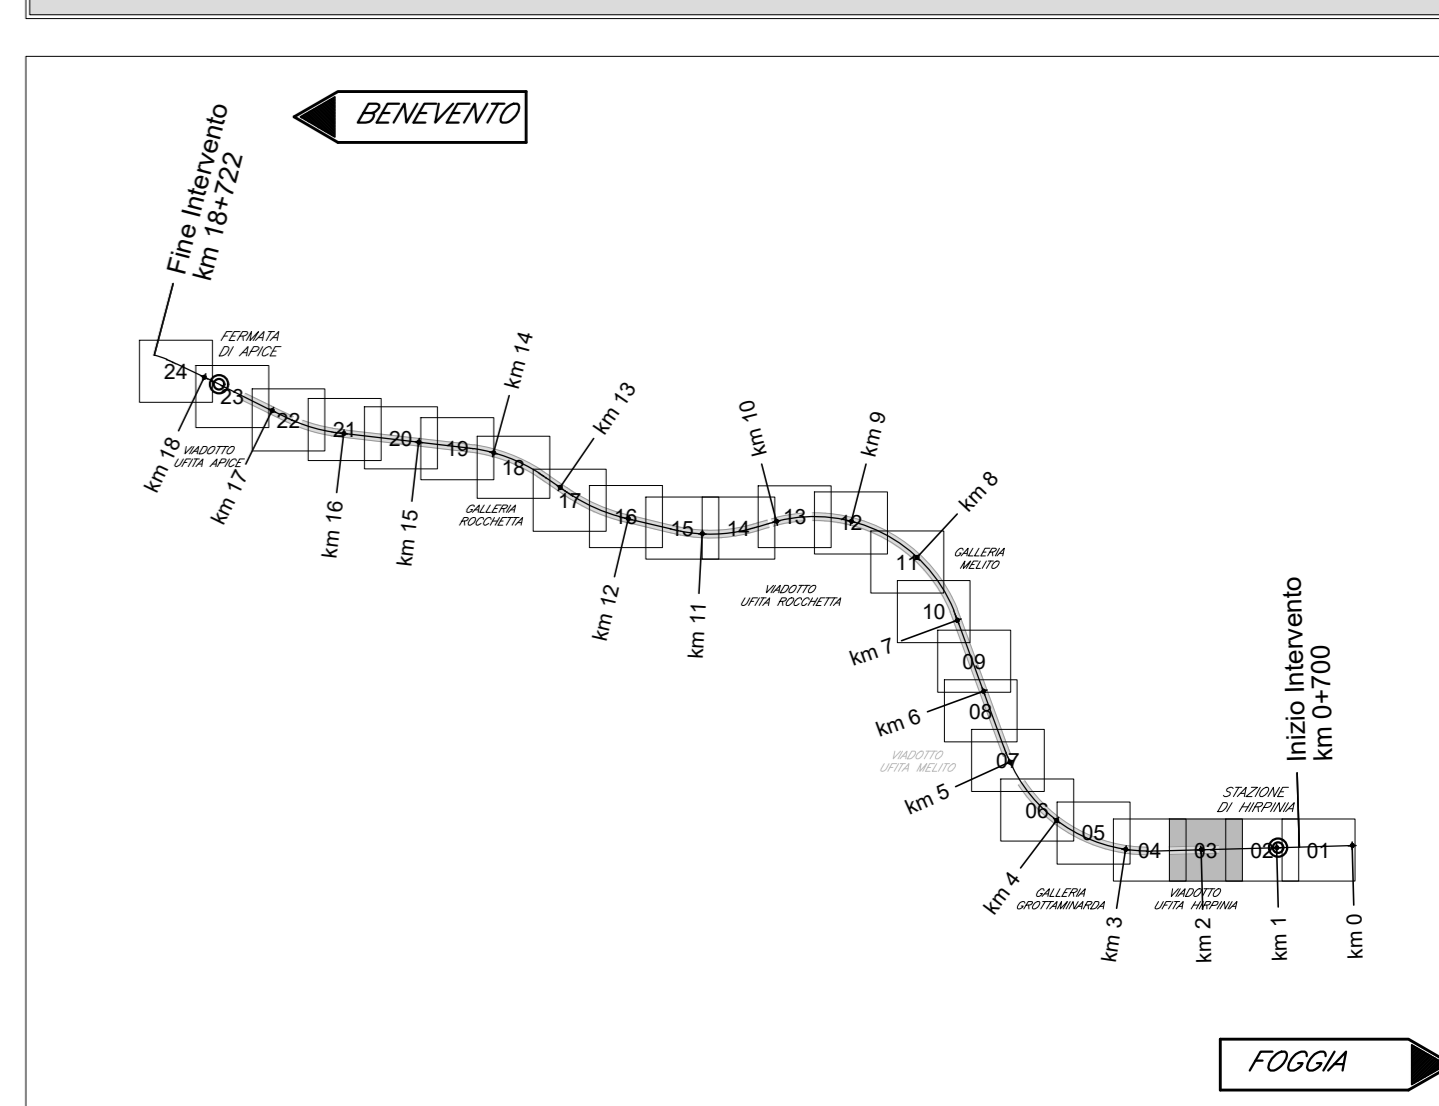 BENEVENTO
Fine Intervento
km 18+722
FERMATA
DI APICE
24
23
22
21
20
19
18
17
16
15
14
13
12
11
10
09
08
07
06
05
04
03
02
01
km 18
VIADOTTO
UFITA APICE
km 17
km 16
km 15
km 14
GALLERIA
ROCCHETTA
km 13
km 12
km 11
km 10
VIADOTTO
UFITA ROCCHETTA
km 9
km 8
GALLERIA
MELITO
km 7
km 6
VIADOTTO
UFITA MELITO
km 5
km 4
GALLERIA
GROTTAMINARDA
km 3
VIADOTTO
UFITA HIRPINIA
km 2
STAZIONE
DI HIRPINIA
km 1
Inizio Intervento
km 0+700
km 0
FOGGIA